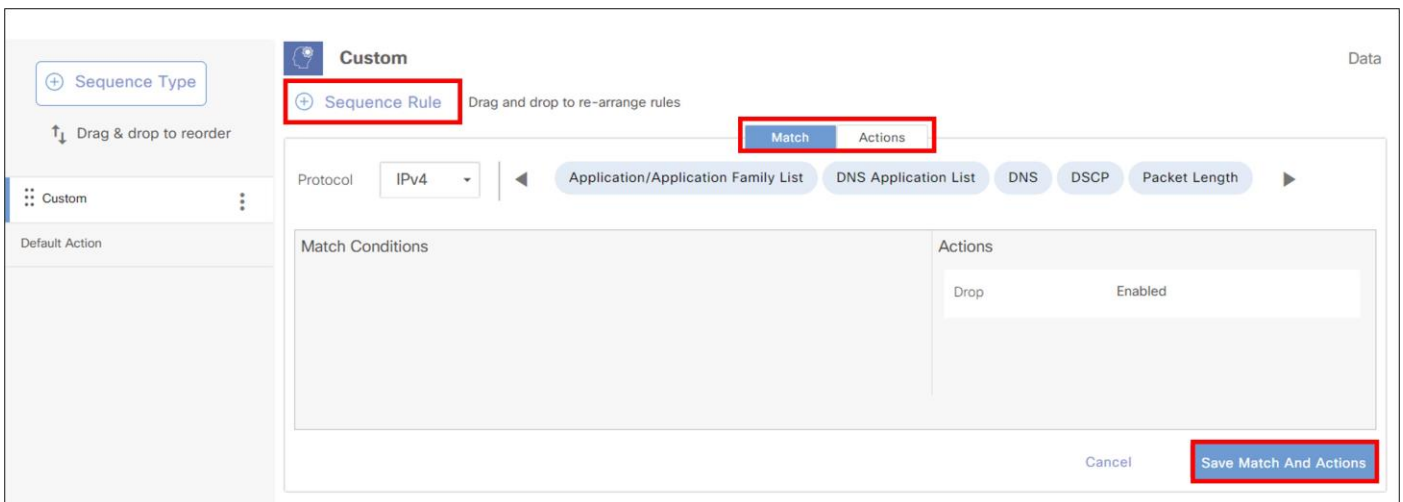 Sequence Type
Drag & drop to reorder
Custom
Default Action
Custom
Data
Sequence Rule
Drag and drop to re-arrange rules
Match
Actions
Protocol
IPv4
Application/Application Family List
DNS Application List
DNS
DSCP
Packet Length
Match Conditions
Actions
Drop
Enabled
Cancel
Save Match And Actions